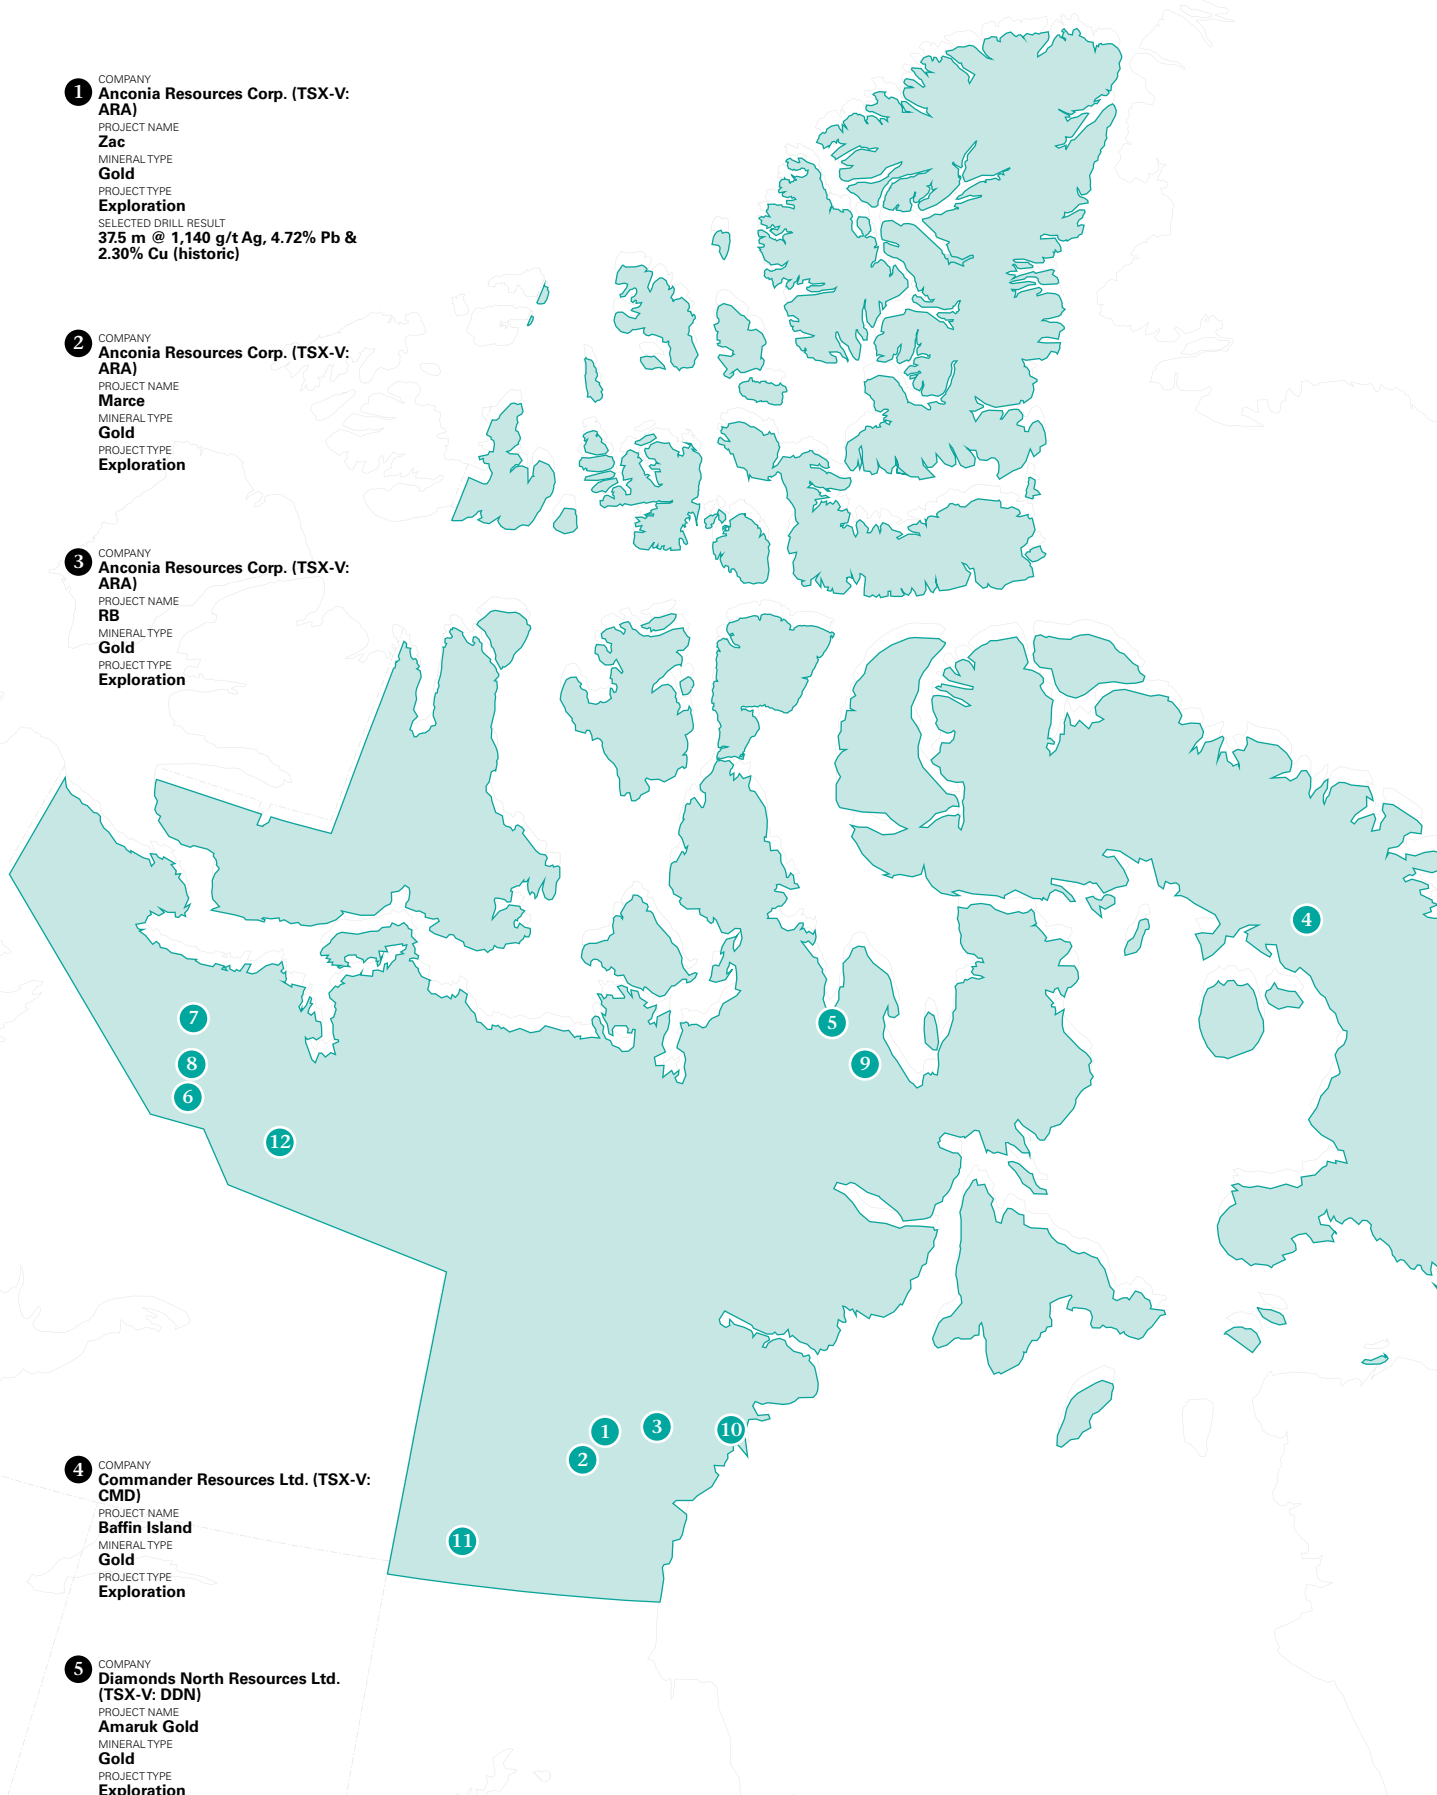 1
COMPANY
Anconia Resources Corp. (TSX-V:
ARA)
PROJECT NAME
Zac
MINERAL TYPE
Gold
PROJECT TYPE
Exploration
SELECTED DRILL RESULT
37.5 m @ 1,140 g/t Ag, 4.72% Pb &
2.30% Cu (historic)
2
COMPANY
Anconia Resources Corp. (TSX-V:
ARA)
PROJECT NAME
Marce
MINERAL TYPE
Gold
PROJECT TYPE
Exploration
3
COMPANY
Anconia Resources Corp. (TSX-V:
ARA)
PROJECT NAME
RB
MINERAL TYPE
Gold
PROJECT TYPE
Exploration
4
7
5
8
9
6
12
1
3
10
2
11
4
COMPANY
Commander Resources Ltd. (TSX-V:
CMD)
PROJECT NAME
Baffin Island
MINERAL TYPE
Gold
PROJECT TYPE
Exploration
5
COMPANY
Diamonds North Resources Ltd.
(TSX-V: DDN)
PROJECT NAME
Amaruk Gold
MINERAL TYPE
Gold
PROJECT TYPE
Exploration